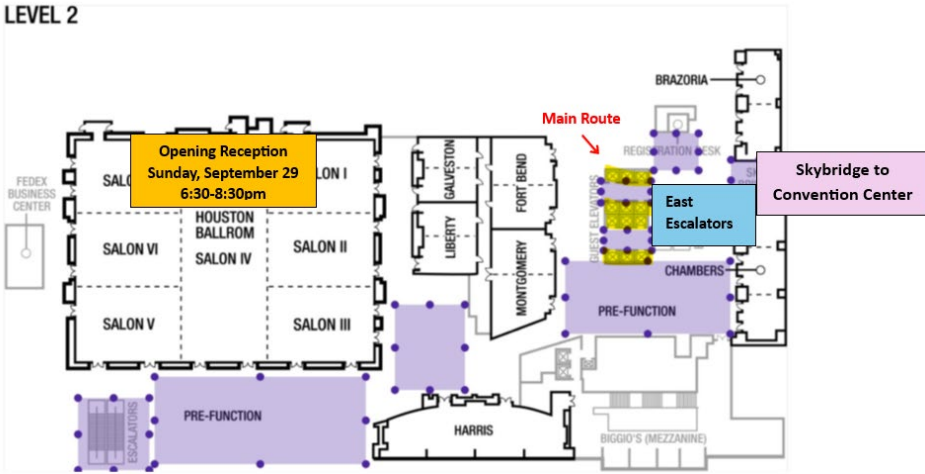 LEVEL 2
BRAZORIA
Main Route
REGISTRATION DESK
Opening Reception
Sunday, September 29
6:30-8:30pm
Skybridge to
Convention Center
FEDEX
BUSINESS
CENTER
HOUSTON
BALLROM
SALON IV
SALON VI
SALON II
SALON V
SALON III
GALVESTON
LIBERTY
FORT BEND
MONTGOMERY
GUEST ELEVATORS
East
Escalators
CHAMBERS
PRE-FUNCTION
ESCALATORS
PRE-FUNCTION
HARRIS
BIGGIO'S (MEZZANINE)